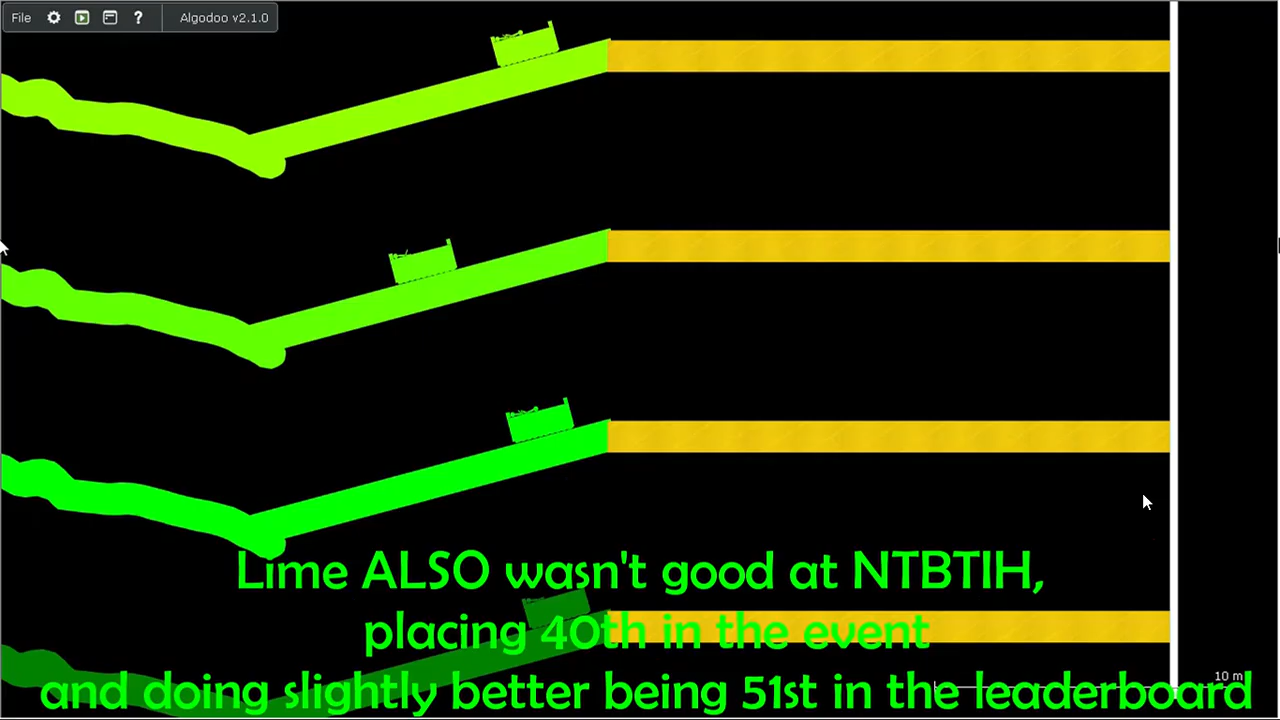 File ? Algodoo v2.1.0
Lime ALSO wasn't good at NTBTIH,
placing 40th in the event
and doing slightly better being 51st in the leaderboard
10 m